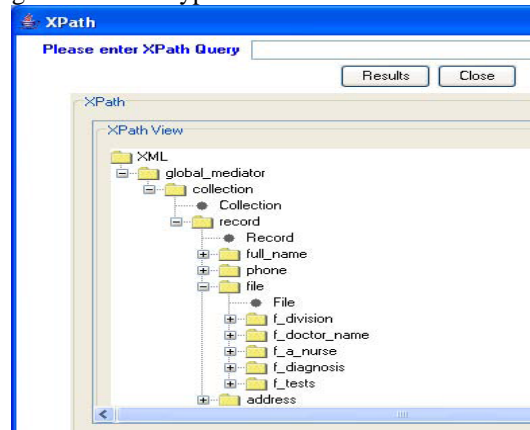 XPath
Please enter XPath Query
Results Close
XPath
XPath View
XML
global_mediator
collection
Collection
record
Record
full_name
phone
file
File
f_division
f_doctor_name
f_a_nurse
f_diagnosis
f_tests
address